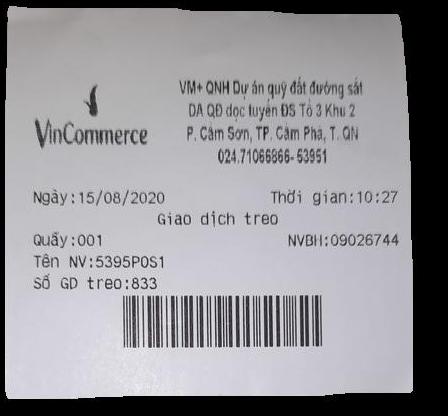 VM+ QNH Dự án quỹ đất đường sắt
DA QĐ dọc tuyến ĐS Tổ 3 Khu 2
VinCommerce
P. Cẩm Sơn, TP. Cẩm Phả, T. QN
024.71066866- 53951
Ngày:15/08/2020 Thời gian:10:27
Giao dịch treo
Quầy:001 NVBH:09026744
Tên NV:5395POS1
Số GD treo:833